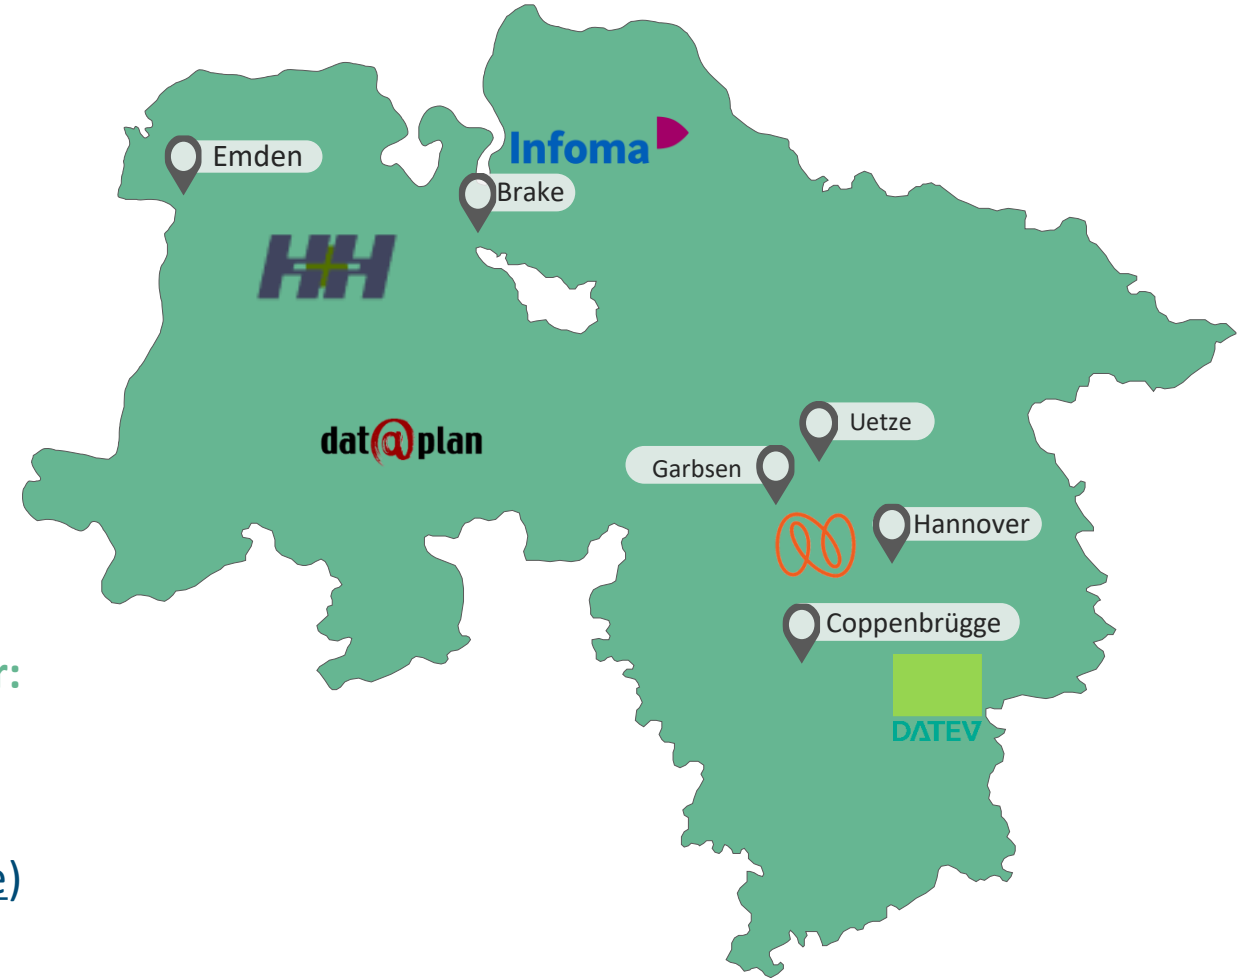 Infoma
Emden
Brake
H+H
dat@plan
Uetze
Garbsen
Hannover
Coppenbrügge
r:
DATEV
e)